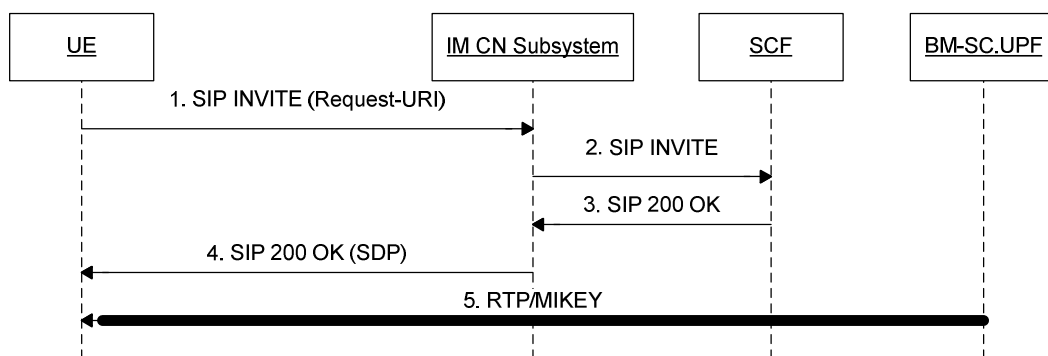 UE
IM CN Subsystem
SCF
BM-SC.UPF
1. SIP INVITE (Request-URI)
2. SIP INVITE
3. SIP 200 OK
4. SIP 200 OK (SDP)
5. RTP/MIKEY